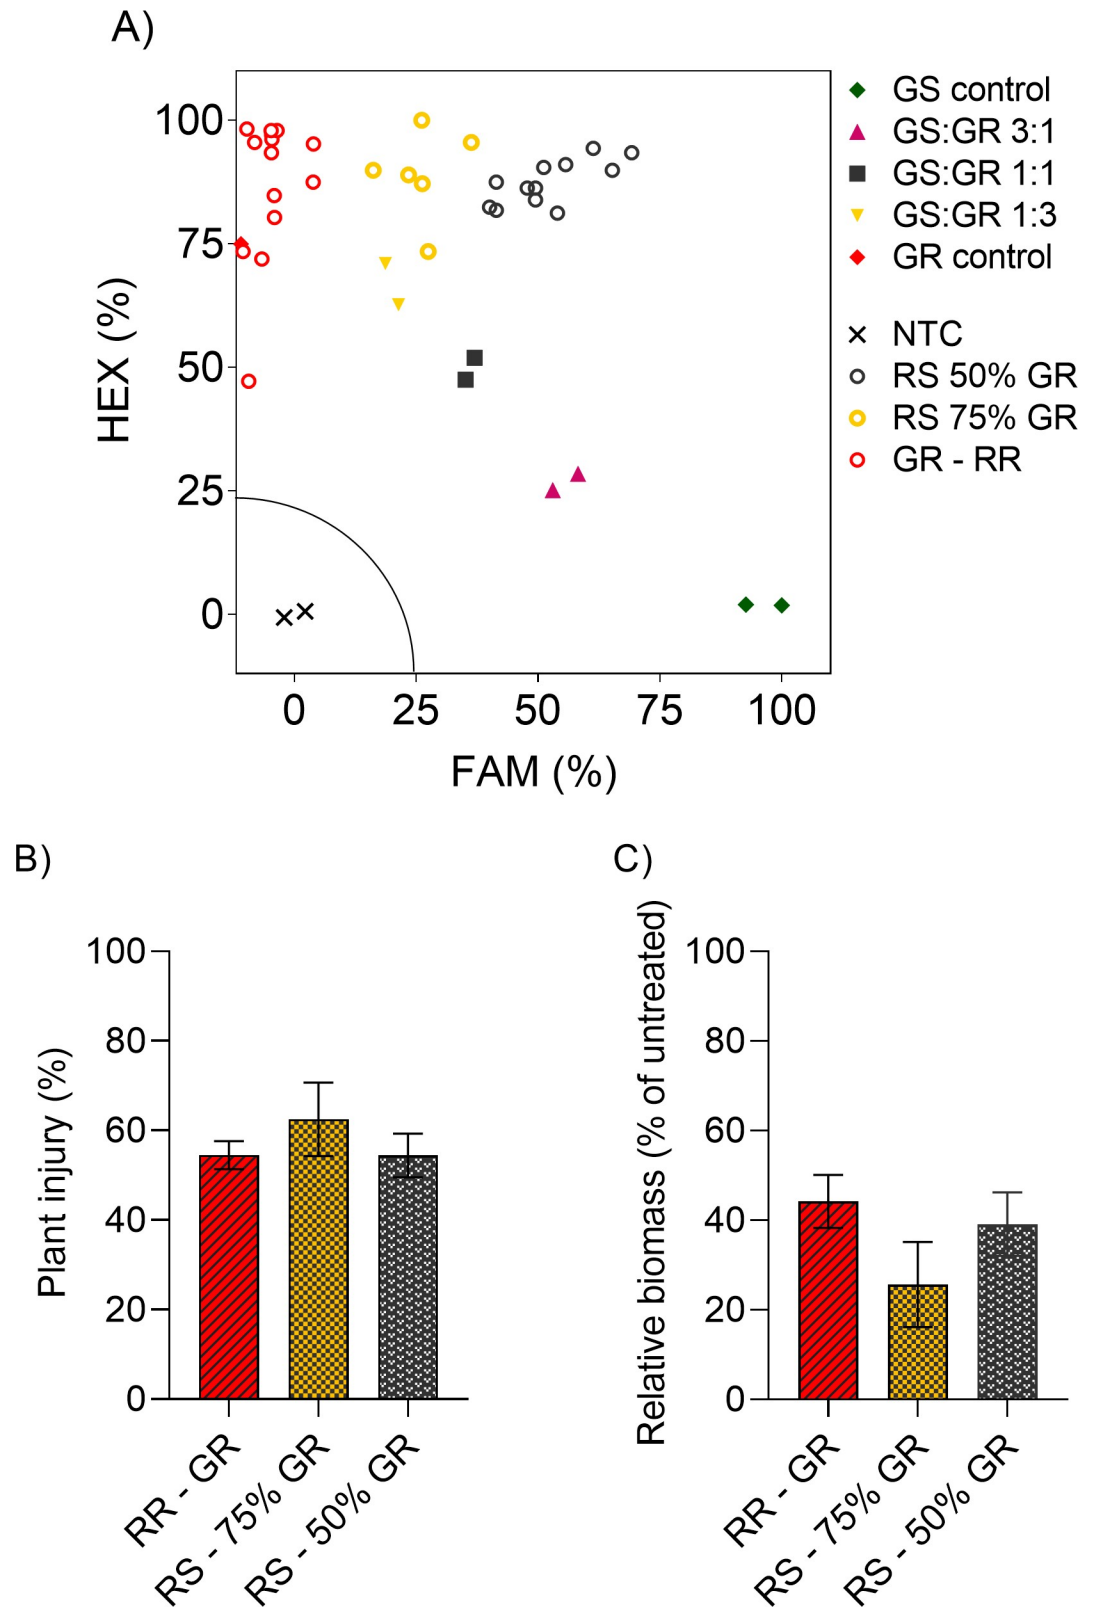 A)
HEX (%)
100
75
50
25
0
0 25 50 75 100
FAM (%)
GS control
GS:GR 3:1
GS:GR 1:1
GS:GR 1:3
GR control
NTC
RS 50% GR
RS 75% GR
GR - RR
B)
Plant injury (%)
100
80
60
40
20
0
RR - GR
RS - 75% GR
RS - 50% GR
C)
Relative biomass (% of untreated)
100
80
60
40
20
0
RR - GR
RS - 75% GR
RS - 50% GR